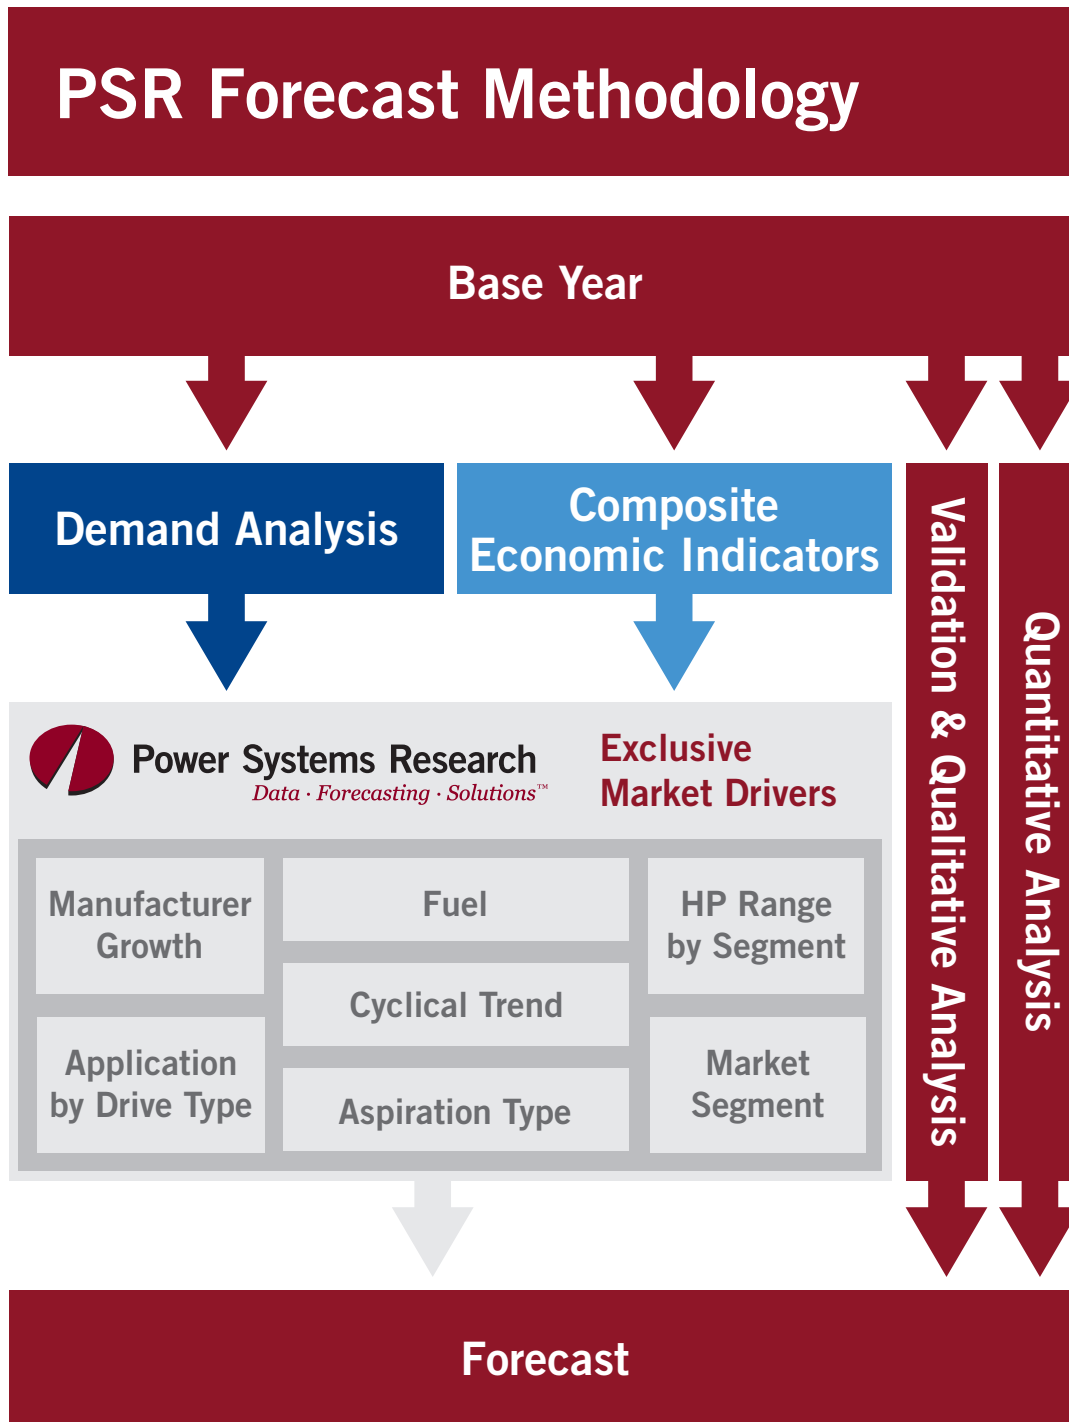 PSR Forecast Methodology
Base Year
Demand Analysis
Composite
Economic Indicators
Validation & Qualitative Analysis
Quantitative Analysis
Power Systems Research
Data · Forecasting · Solutions™
Exclusive
Market Drivers
Manufacturer
Growth
Fuel
HP Range
by Segment
Cyclical Trend
Application
by Drive Type
Aspiration Type
Market
Segment
Forecast